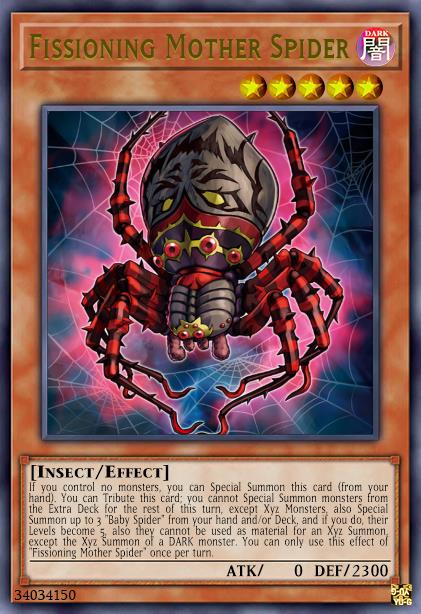 FISSIONING MOTHER SPIDER
DARK
闇
[INSECT/EFFECT]
If you control no monsters, you can Special Summon this card (from your
hand). You can Tribute this card; you cannot Special Summon monsters from
the Extra Deck for the rest of this turn, except Xyz Monsters, also Special
Summon up to 3 "Baby Spider" from your hand and/or Deck, and if you do, their
Levels become 5, also they cannot be used as material for an Xyz Summon,
except the Xyz Summon of a DARK monster. You can only use this effect of
"Fissioning Mother Spider" once per turn.
ATK/ 0 DEF/2300
34034150